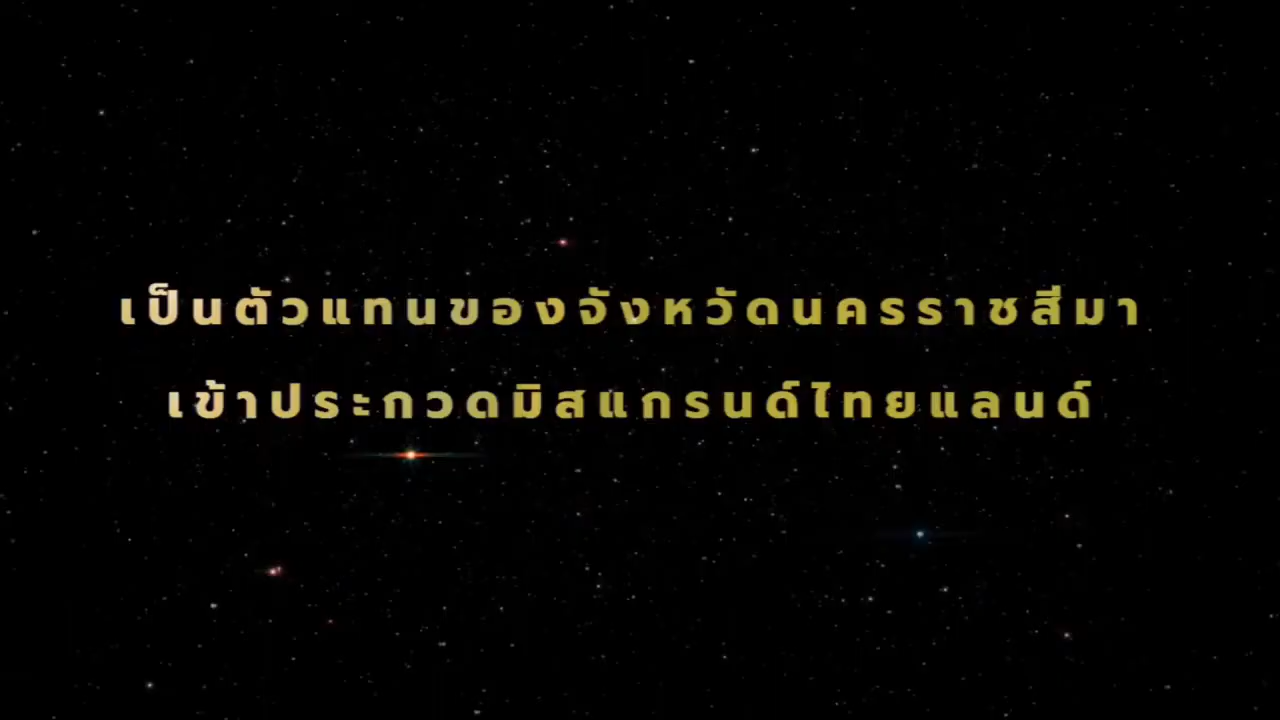 เป็นตัวแทนของจังหวัดนครราชสีมา
เข้าประกวดมิสแกรนด์ไทยแลนด์